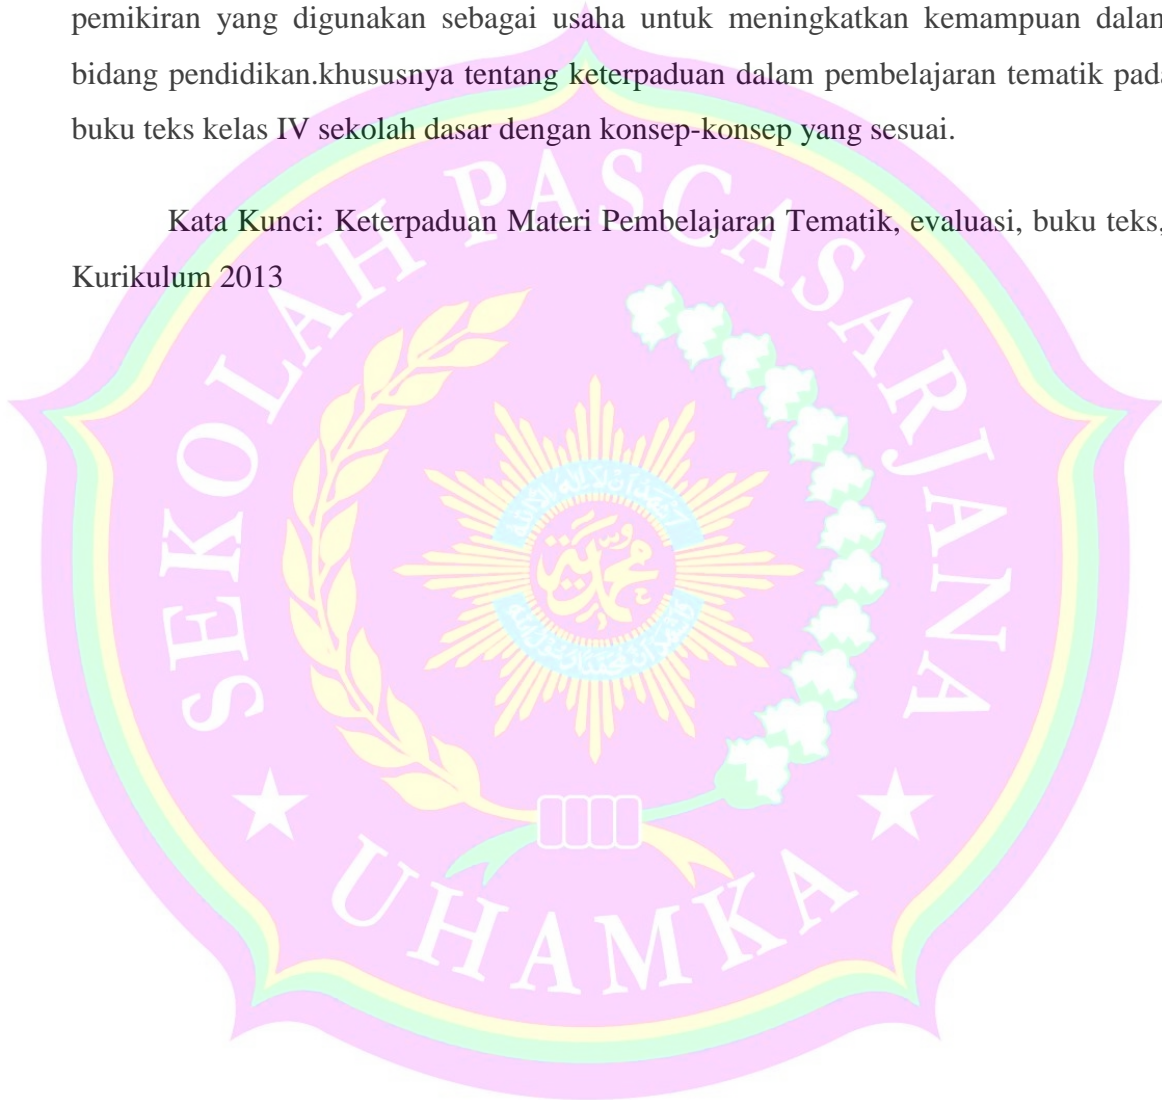 pemikiran yang digunakan sebagai usaha untuk meningkatkan kemampuan dalam
bidang pendidikan.khususnya tentang keterpaduan dalam pembelajaran tematik pada
buku teks kelas IV sekolah dasar dengan konsep-konsep yang sesuai.
Kata Kunci: Keterpaduan Materi Pembelajaran Tematik, evaluasi, buku teks,
Kurikulum 2013
SEKOLAH PASCASARJANA
UHAMKA